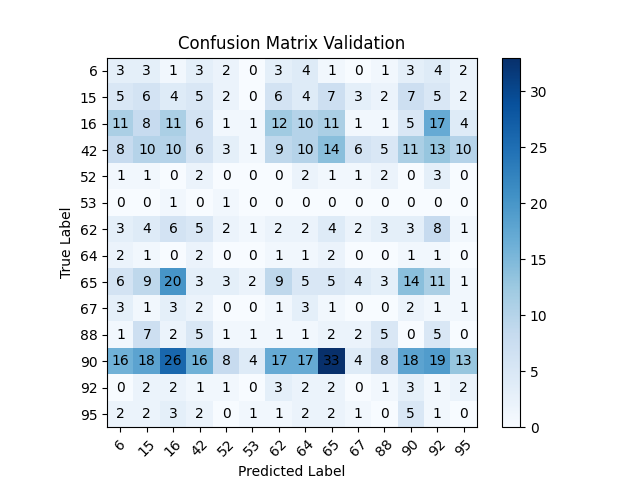 Confusion Matrix Validation
6 3 3 1 3 2 0 3 4 1 0 1 3 4 2
15 5 6 4 5 2 0 6 4 7 3 2 7 5 2
16 11 8 11 6 1 1 12 10 11 1 1 5 17 4
42 8 10 10 6 3 1 9 10 14 6 5 11 13 10
52 1 1 0 2 0 0 0 2 1 1 2 0 3 0
53 0 0 1 0 1 0 0 0 0 0 0 0 0 0
62 3 4 6 5 2 1 2 2 4 2 3 3 8 1
64 2 1 0 2 0 0 1 1 2 0 0 1 1 0
65 6 9 20 3 3 2 9 5 5 4 3 14 11 1
67 3 1 3 2 0 0 1 3 1 0 0 2 1 1
88 1 7 2 5 1 1 1 1 2 2 5 0 5 0
90 16 18 26 16 8 4 17 17 33 4 8 18 19 13
92 0 2 2 1 1 0 3 2 2 0 1 3 1 2
95 2 2 3 2 0 1 1 2 2 1 0 5 1 0
6 15 16 42 52 53 62 64 65 67 88 90 92 95
Predicted Label
True Label
30
25
20
15
10
5
0